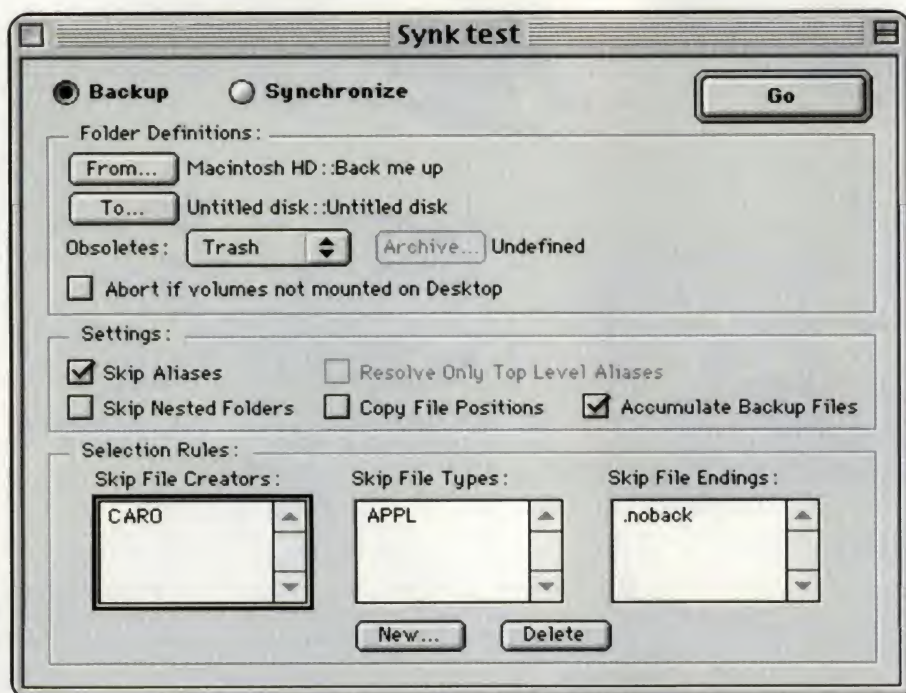 Synk test
Backup
Synchronize
Go
Folder Definitions:
From... Macintosh HD::Back me up
To... Untitled disk::Untitled disk
Obsoletes: Trash Archive... Undefined
Abort if volumes not mounted on Desktop
Settings:
Skip Aliases Resolve Only Top Level Aliases
Skip Nested Folders Copy File Positions Accumulate Backup Files
Selection Rules:
Skip File Creators: Skip File Types: Skip File Endings:
CARO APPL .noback
New... Delete